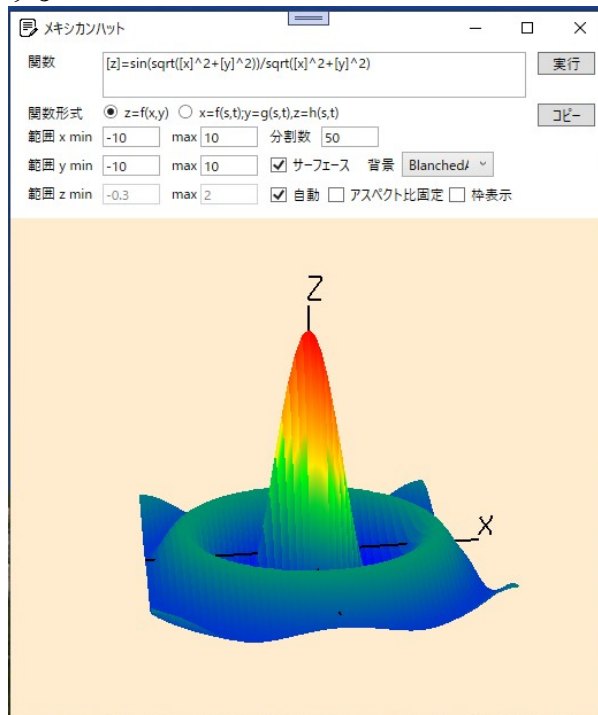 メキシカンハット
関数 [z]=sin(sqrt([x]^2+[y]^2))/sqrt([x]^2+[y]^2) 実行
関数形式 z=f(x,y) x=f(s,t);y=g(s,t),z=h(s,t) コピー
範囲 x min -10 max 10 分割数 50
範囲 y min -10 max 10 サーフェース 背景 BlanchedA
範囲 z min -0.3 max 2 自動 アスペクト比固定 枠表示
Z
X